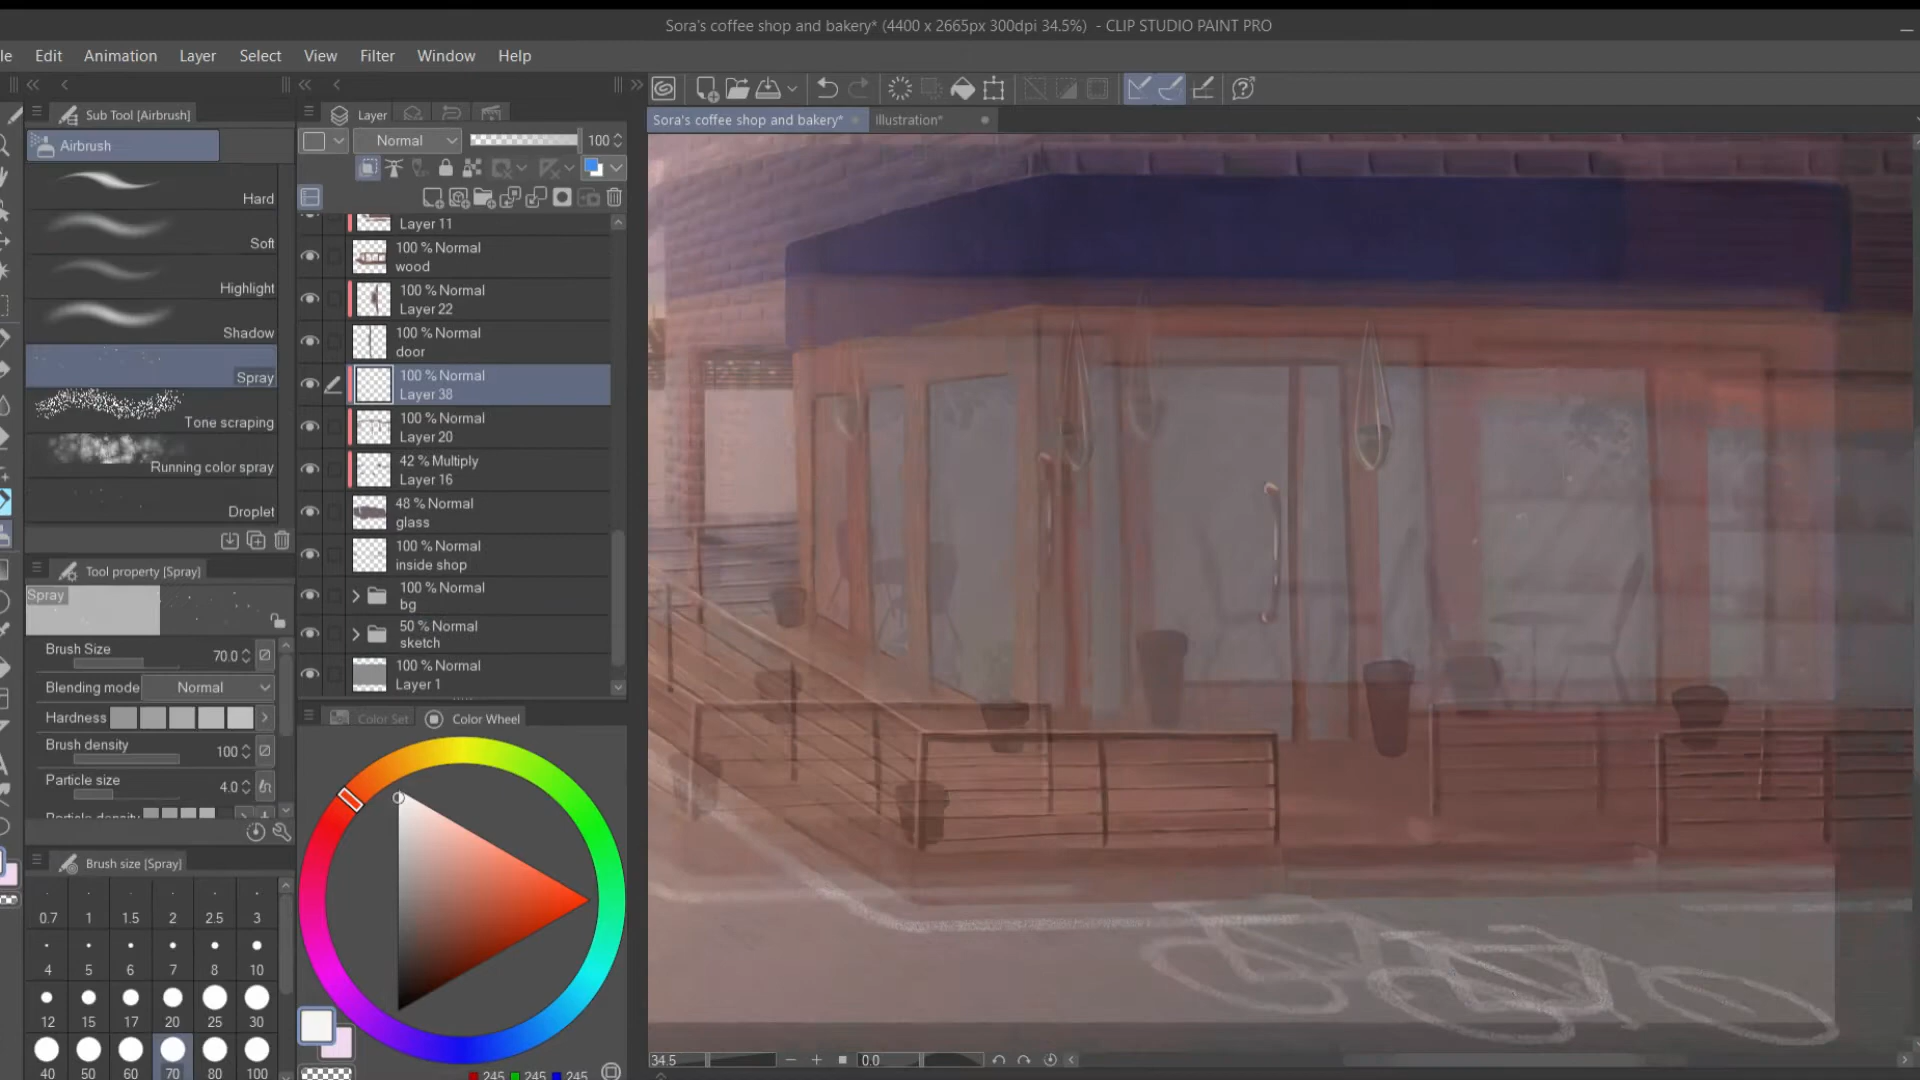 Sora's coffee shop and bakery* (4400 x 2665px 300dpi 34.5%) - CLIP STUDIO PAINT PRO
le Edit Animation Layer Select View Filter Window Help
Sub Tool [Airbrush]
Airbrush
Hard
Soft
Highlight
Shadow
Spray
Tone scraping
Running color spray
Droplet
Tool property [Spray]
Spray
Brush Size 70.0
Blending mode Normal
Hardness
Brush density 100
Particle size 4.0
Particle density
Brush size [Spray]
0.7 1 1.5 2 2.5 3
4 5 6 7 8 10
12 15 17 20 25 30
40 50 60 70 80 100
Layer
Normal 100
Layer 11
100 % Normal
wood
100 % Normal
Layer 22
100 % Normal
door
100 % Normal
Layer 38
100 % Normal
Layer 20
42 % Multiply
Layer 16
48 % Normal
glass
100 % Normal
inside shop
100 % Normal
bg
50 % Normal
sketch
100 % Normal
Layer 1
Color Set Color Wheel
245 245 245
Sora's coffee shop and bakery* Illustration*
34.5 0.0